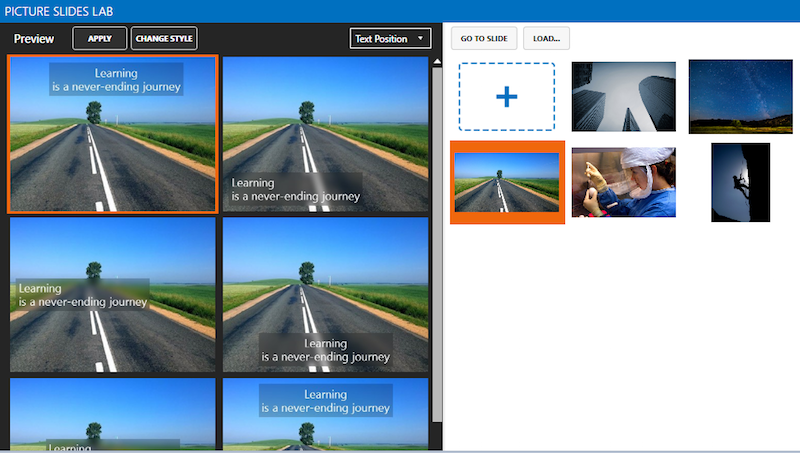 PICTURE SLIDES LAB
Preview
APPLY
CHANGE STYLE
Text Position
GO TO SLIDE
LOAD...
Learning
is a never-ending journey
Learning
is a never-ending journey
Learning
is a never-ending journey
Learning
is a never-ending journey
Learning
Learning
is a never-ending journey